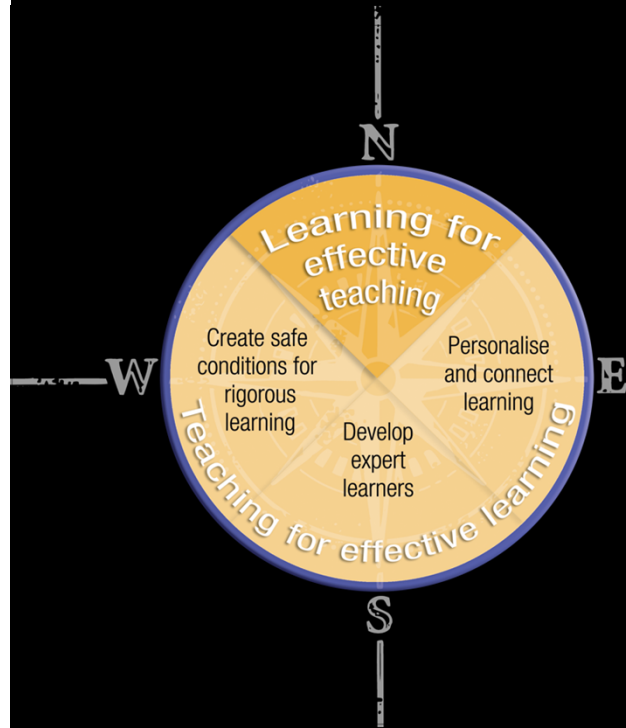 N
Learning for
effective
teaching
Create safe
conditions for
rigorous
learning
Personalise
and connect
learning
W
E
Develop
expert
learners
Teaching for effective learning
S